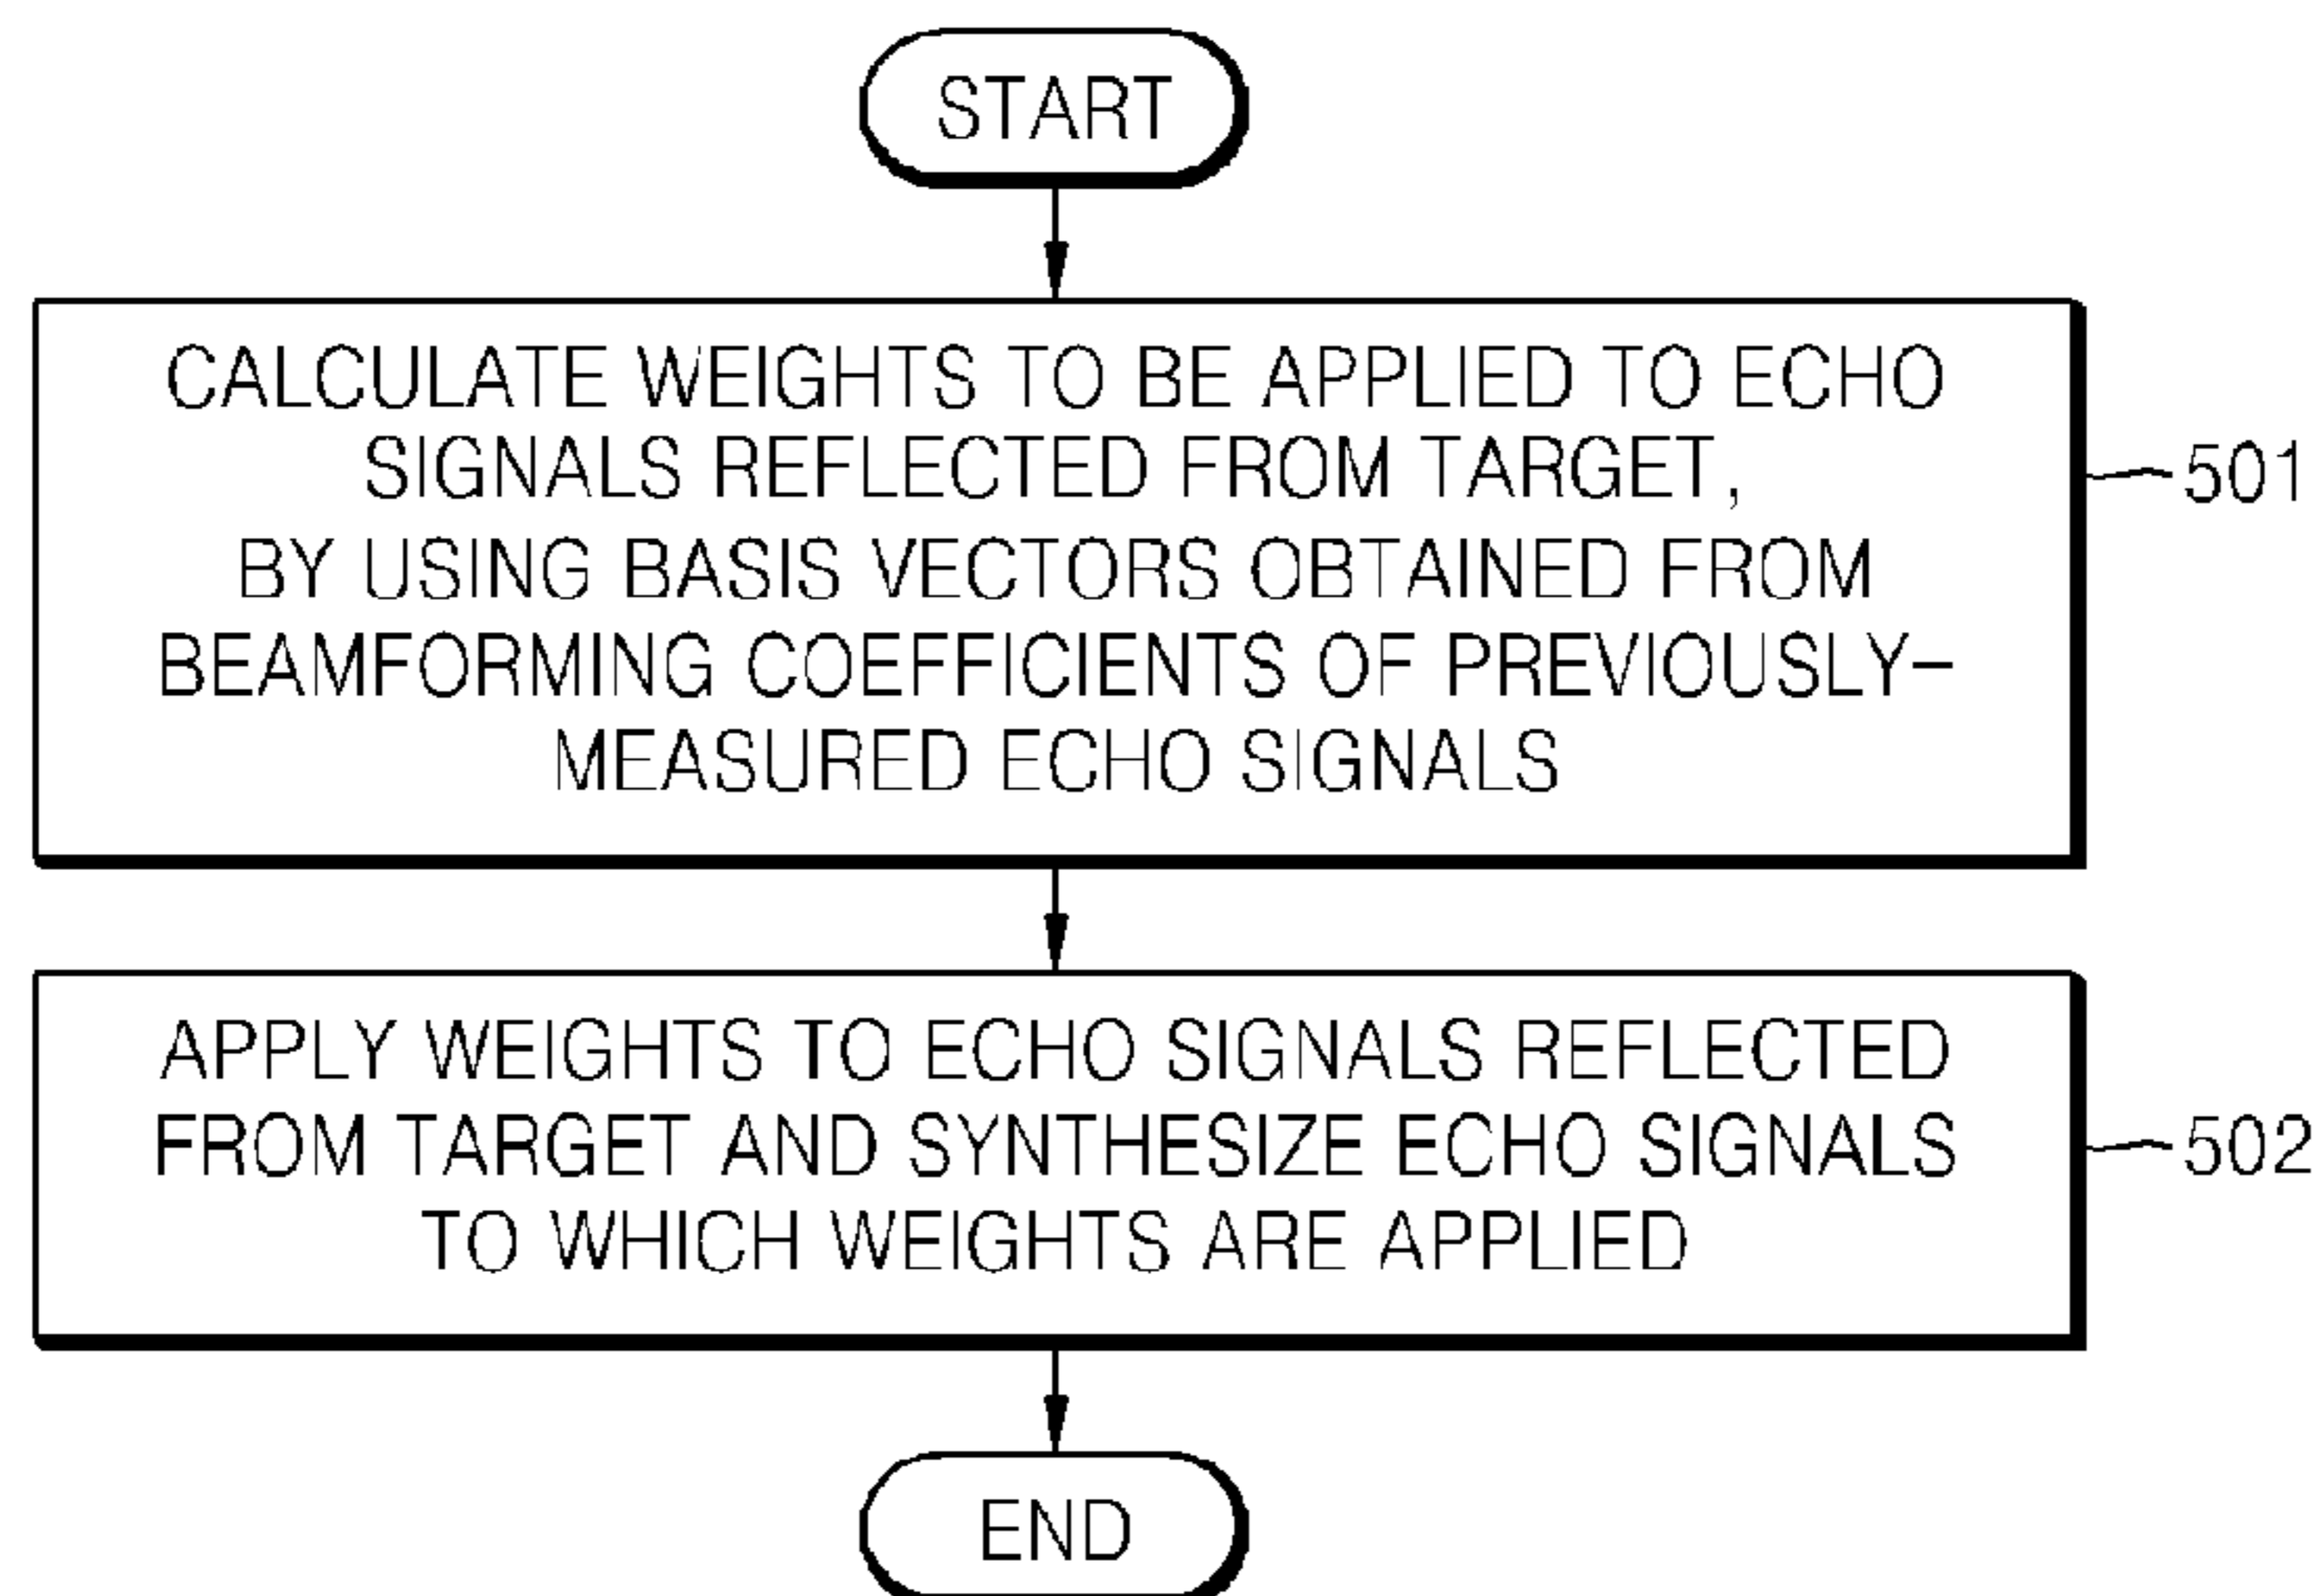 START
CALCULATE WEIGHTS TO BE APPLIED TO ECHO
SIGNALS REFLECTED FROM TARGET,
BY USING BASIS VECTORS OBTAINED FROM
BEAMFORMING COEFFICIENTS OF PREVIOUSLY-
MEASURED ECHO SIGNALS
501
APPLY WEIGHTS TO ECHO SIGNALS REFLECTED
FROM TARGET AND SYNTHESIZE ECHO SIGNALS
TO WHICH WEIGHTS ARE APPLIED
502
END